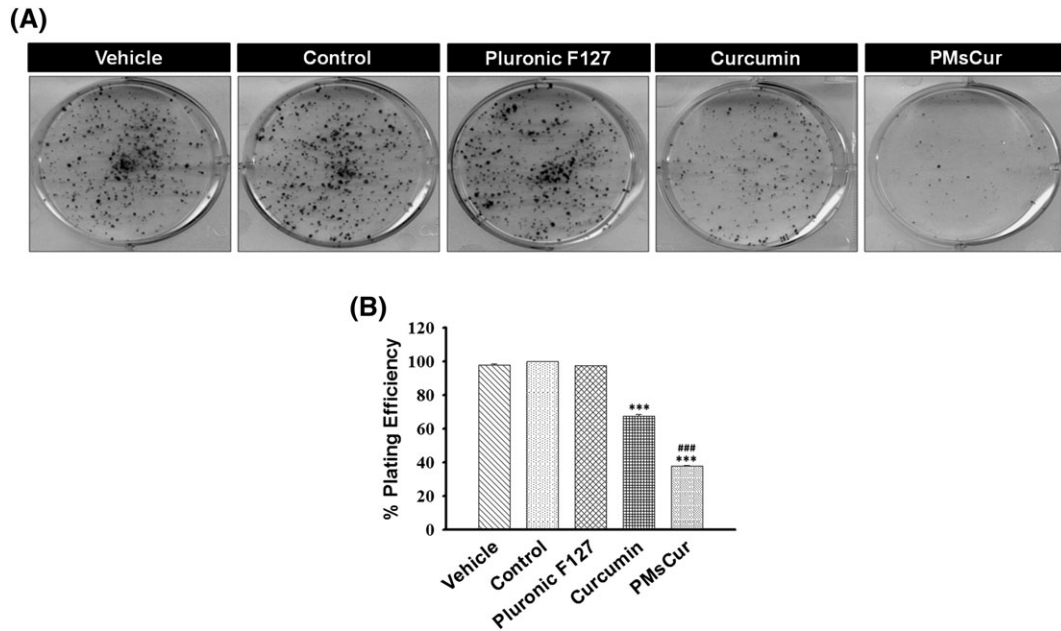 (A)
Vehicle Control Pluronic F127 Curcumin PMsCur
(B)
% Plating Efficiency
120
100
80
60
40
20
0
***
###
***
Vehicle
Control
Pluronic F127
Curcumin
PMsCur